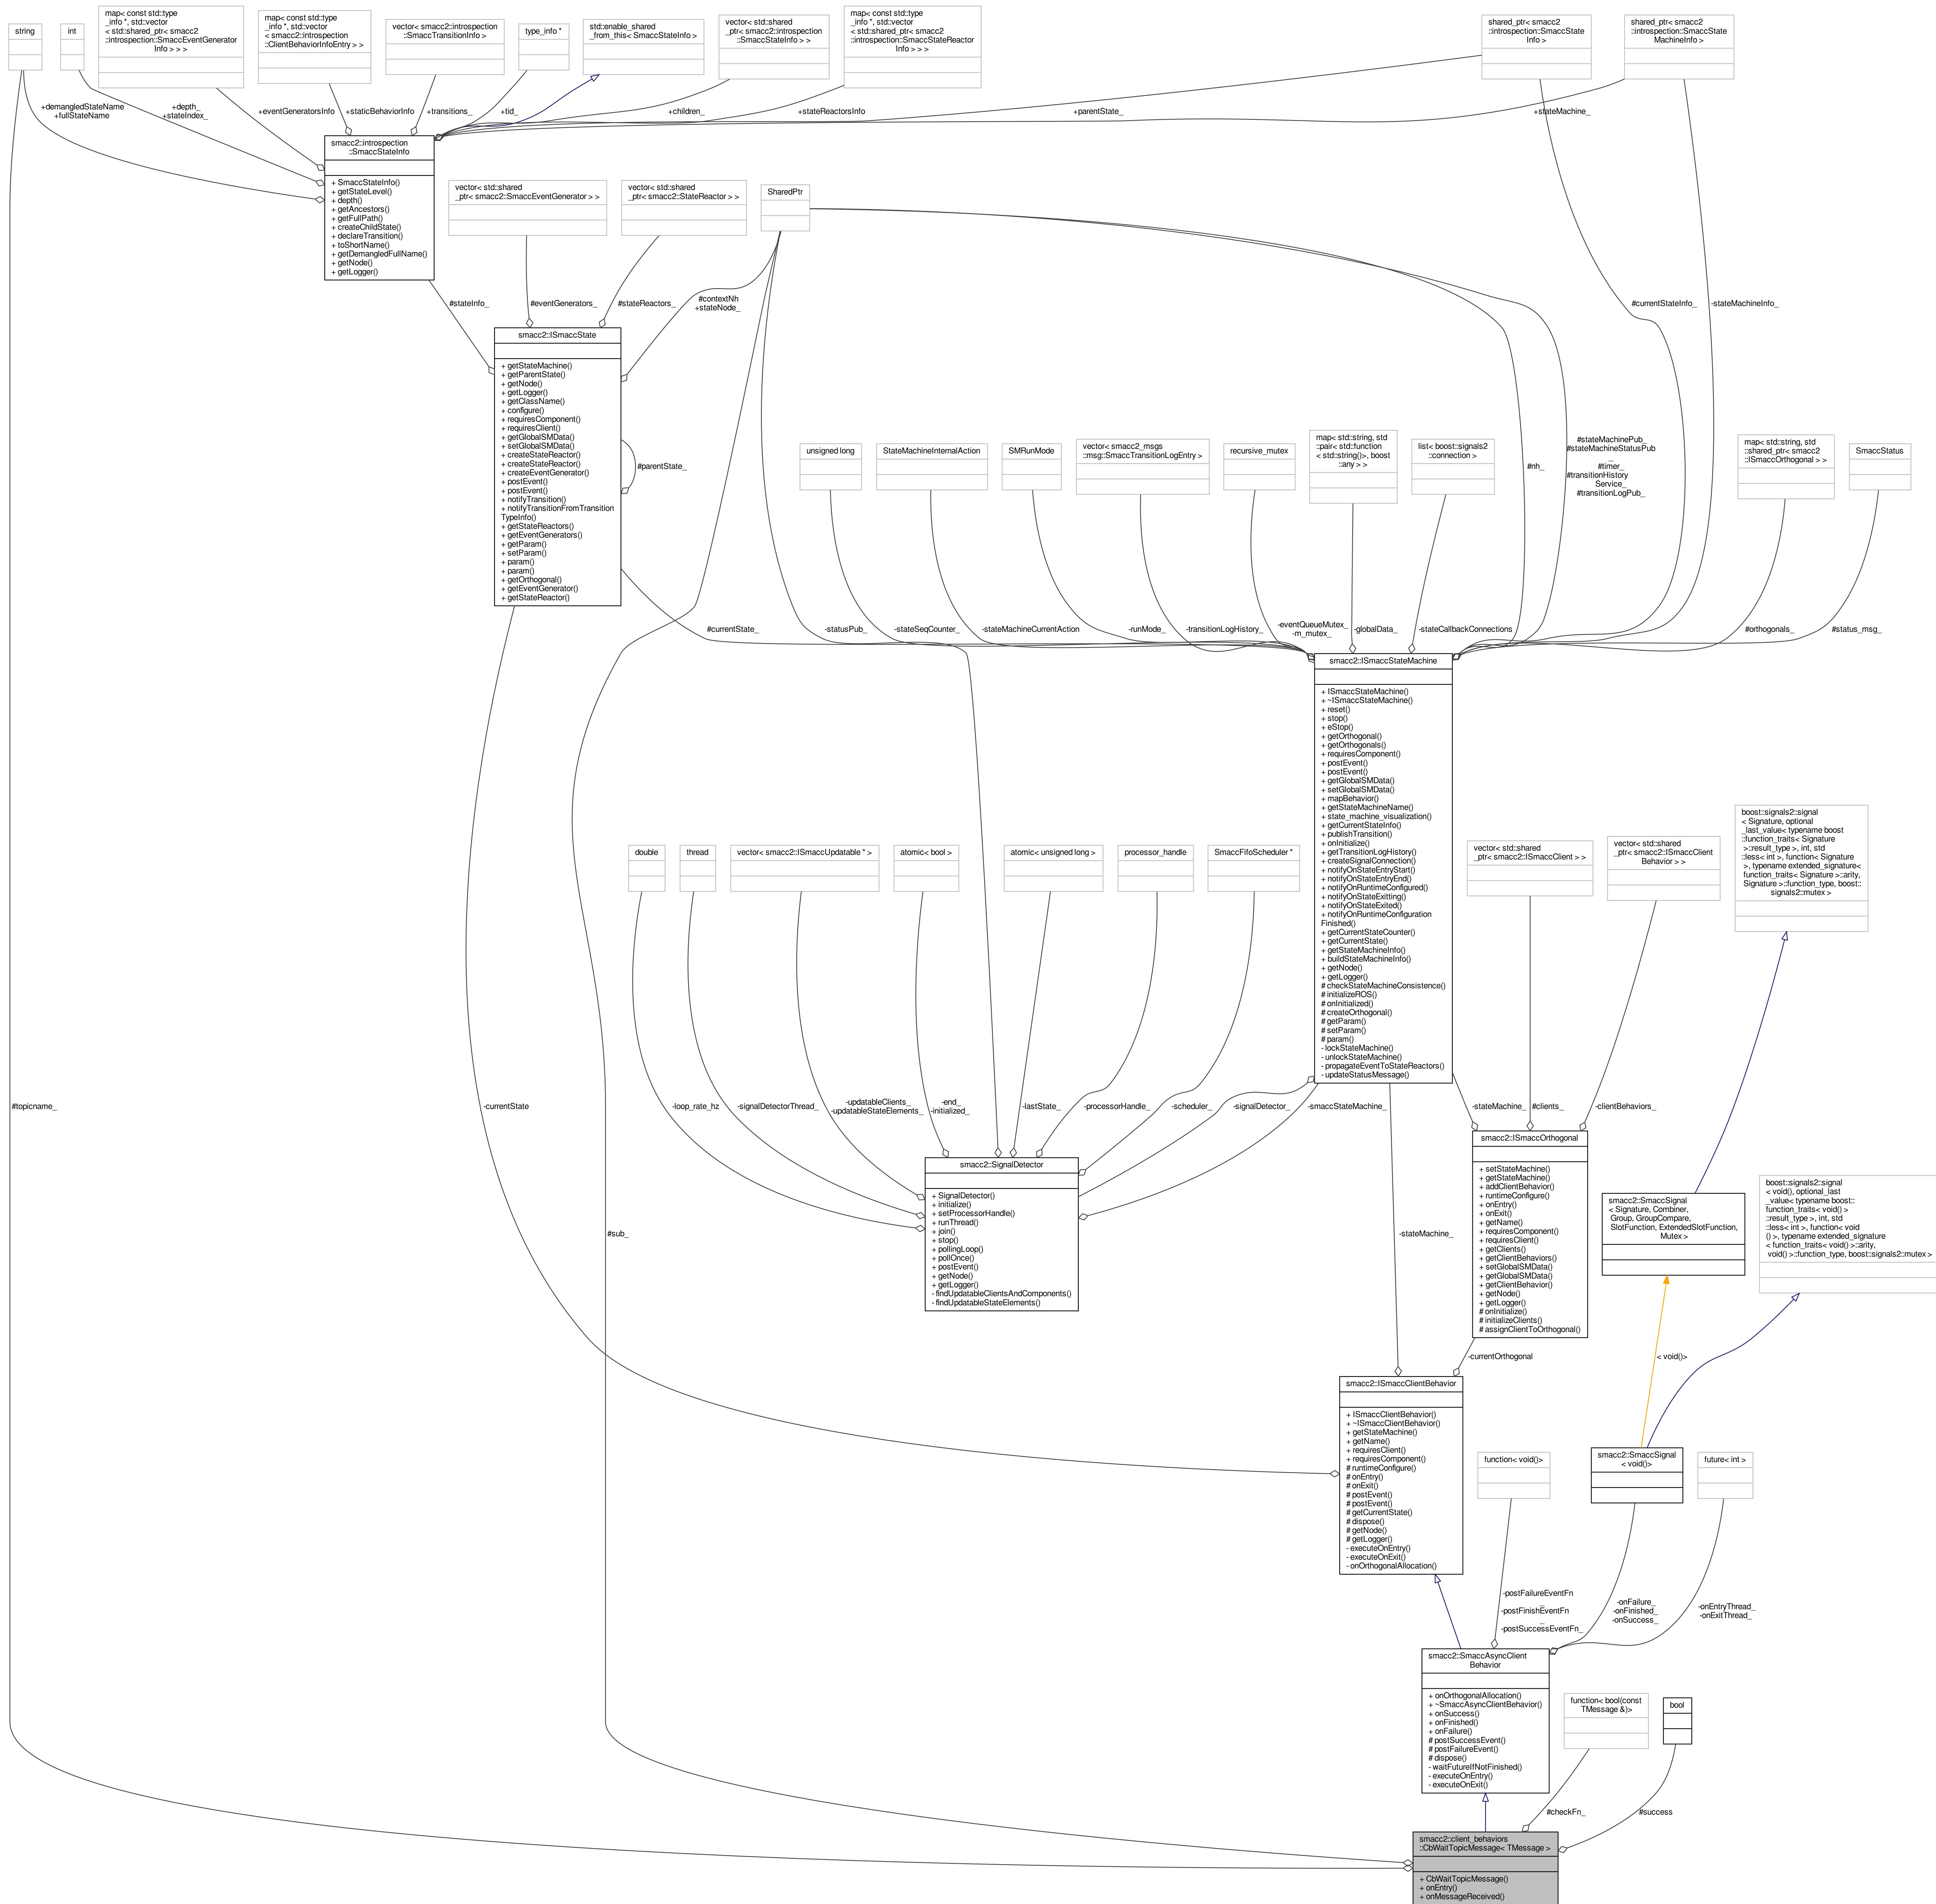 string
int
map< const std::type
_info *, std::vector
< std::shared_ptr< smacc2
::introspection::SmaccEventGenerator
Info > > >
map< const std::type
_info *, std::vector
< smacc2::introspection
::ClientBehaviorInfoEntry > >
vector< smacc2::introspection
::SmaccTransitionInfo >
type_info *
std::enable_shared
_from_this< SmaccStateInfo >
vector< std::shared
_ptr< smacc2::introspection
::SmaccStateInfo > >
map< const std::type
_info *, std::vector
< std::shared_ptr< smacc2
::introspection::SmaccStateReactor
Info > > >
shared_ptr< smacc2
::introspection::SmaccState
Info >
shared_ptr< smacc2
::introspection::SmaccState
MachineInfo >
+demangledStateName
+fullStateName
+depth_
+stateIndex_
+eventGeneratorsInfo
+staticBehaviorInfo
+transitions_
+tid_
+children_
+stateReactorsInfo
+parentState_
+stateMachine_
smacc2::introspection
::SmaccStateInfo
+ SmaccStateInfo()
+ getStateLevel()
+ depth()
+ getAncestors()
+ getFullPath()
+ createChildState()
+ declareTransition()
+ toShortName()
+ getDemangledFullName()
+ getNode()
+ getLogger()
vector< std::shared
_ptr< smacc2::SmaccEventGenerator > >
vector< std::shared
_ptr< smacc2::StateReactor > >
SharedPtr
#stateInfo_
#eventGenerators_
#stateReactors_
#contextNh
+stateNode_
#currentStateInfo_
-stateMachineInfo_
smacc2::ISmaccState
+ getStateMachine()
+ getParentState()
+ getNode()
+ getLogger()
+ getClassName()
+ configure()
+ requiresComponent()
+ requiresClient()
+ getGlobalSMData()
+ setGlobalSMData()
+ createStateReactor()
+ createStateReactor()
+ createEventGenerator()
+ postEvent()
+ postEvent()
+ notifyTransition()
+ notifyTransitionFromTransition
TypeInfo()
+ getStateReactors()
+ getEventGenerators()
+ getParam()
+ setParam()
+ param()
+ param()
+ getOrthogonal()
+ getEventGenerator()
+ getStateReactor()
#parentState_
unsigned long
StateMachineInternalAction
SMRunMode
vector< smacc2_msgs
::msg::SmaccTransitionLogEntry >
recursive_mutex
map< std::string, std
::pair< std::function
< std::string()>, boost
::any > >
list< boost::signals2
::connection >
#nh_
#stateMachinePub_
#stateMachineStatusPub
_
#timer_
#transitionHistory
Service_
#transitionLogPub_
map< std::string, std
::shared_ptr< smacc2
::ISmaccOrthogonal > >
SmaccStatus
#currentState_
-statusPub_
-stateSeqCounter_
-stateMachineCurrentAction
-runMode_
-transitionLogHistory_
-eventQueueMutex_
-m_mutex_
-globalData_
-stateCallbackConnections
#orthogonals_
#status_msg_
smacc2::ISmaccStateMachine
+ ISmaccStateMachine()
+ ~ISmaccStateMachine()
+ reset()
+ stop()
+ eStop()
+ getOrthogonal()
+ getOrthogonals()
+ requiresComponent()
+ postEvent()
+ postEvent()
+ getGlobalSMData()
+ setGlobalSMData()
+ mapBehavior()
+ getStateMachineName()
+ state_machine_visualization()
+ getCurrentStateInfo()
+ publishTransition()
+ onInitialize()
+ getTransitionLogHistory()
+ createSignalConnection()
+ notifyOnStateEntryStart()
+ notifyOnStateEntryEnd()
+ notifyOnRuntimeConfigured()
+ notifyOnStateExitting()
+ notifyOnStateExited()
+ notifyOnRuntimeConfiguration
Finished()
+ getCurrentStateCounter()
+ getCurrentState()
+ getStateMachineInfo()
+ buildStateMachineInfo()
+ getNode()
+ getLogger()
# checkStateMachineConsistence()
# initializeROS()
# onInitialized()
# createOrthogonal()
# getParam()
# setParam()
# param()
- lockStateMachine()
- unlockStateMachine()
- propagateEventToStateReactors()
- updateStatusMessage()
double
thread
vector< smacc2::ISmaccUpdatable * >
atomic< bool >
atomic< unsigned long >
processor_handle
SmaccFifoScheduler *
vector< std::shared
_ptr< smacc2::ISmaccClient > >
vector< std::shared
_ptr< smacc2::ISmaccClient
Behavior > >
boost::signals2::signal
< Signature, optional
_last_value< typename boost
::function_traits< Signature
>::result_type >, int, std
::less< int >, function< Signature
>, typename extended_signature<
function_traits< Signature >::arity,
Signature >::function_type, boost::
signals2::mutex >
#topicname_
-currentState
-loop_rate_hz
-signalDetectorThread_
-updatableClients_
-updatableStateElements_
-end_
-initialized_
-lastState_
-processorHandle_
-scheduler_
-signalDetector_
-smaccStateMachine_
-stateMachine_
#clients_
-clientBehaviors_
smacc2::SignalDetector
+ SignalDetector()
+ initialize()
+ setProcessorHandle()
+ runThread()
+ join()
+ stop()
+ pollingLoop()
+ pollOnce()
+ postEvent()
+ getNode()
+ getLogger()
- findUpdatableClientsAndComponents()
- findUpdatableStateElements()
smacc2::ISmaccOrthogonal
+ setStateMachine()
+ getStateMachine()
+ addClientBehavior()
+ runtimeConfigure()
+ onEntry()
+ onExit()
+ getName()
+ requiresComponent()
+ requiresClient()
+ getClients()
+ getClientBehaviors()
+ setGlobalSMData()
+ getGlobalSMData()
+ getClientBehavior()
+ getNode()
+ getLogger()
# onInitialize()
# initializeClients()
# assignClientToOrthogonal()
smacc2::SmaccSignal
< Signature, Combiner,
Group, GroupCompare,
SlotFunction, ExtendedSlotFunction,
Mutex >
boost::signals2::signal
< void(), optional_last
_value< typename boost::
function_traits< void() >
::result_type >, int, std
::less< int >, function< void
() >, typename extended_signature
< function_traits< void() >::arity,
void() >::function_type, boost::signals2::mutex >
#sub_
-stateMachine_
-currentOrthogonal
< void()>
smacc2::ISmaccClientBehavior
+ ISmaccClientBehavior()
+ ~ISmaccClientBehavior()
+ getStateMachine()
+ getName()
+ requiresClient()
+ requiresComponent()
# runtimeConfigure()
# onEntry()
# onExit()
# postEvent()
# postEvent()
# getCurrentState()
# dispose()
# getNode()
# getLogger()
- executeOnEntry()
- executeOnExit()
- onOrthogonalAllocation()
function< void()>
smacc2::SmaccSignal
< void()>
future< int >
-postFailureEventFn
_
-postFinishEventFn
_
-postSuccessEventFn_
-onFailure_
-onFinished_
-onSuccess_
-onEntryThread_
-onExitThread_
smacc2::SmaccAsyncClient
Behavior
+ onOrthogonalAllocation()
+ ~SmaccAsyncClientBehavior()
+ onSuccess()
+ onFinished()
+ onFailure()
# postSuccessEvent()
# postFailureEvent()
# dispose()
- waitFutureIfNotFinished()
- executeOnEntry()
- executeOnExit()
function< bool(const
TMessage &)>
bool
#checkFn_
#success
smacc2::client_behaviors
::CbWaitTopicMessage< TMessage >
+ CbWaitTopicMessage()
+ onEntry()
+ onMessageReceived()